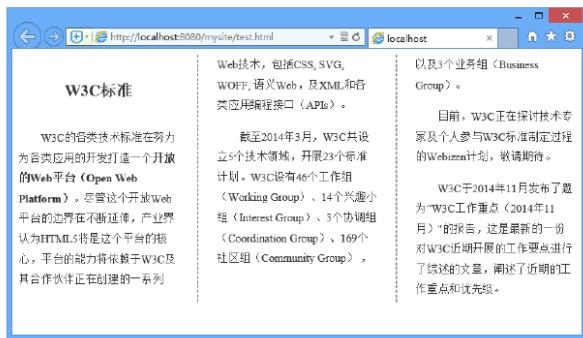 http://localhost:8080/mysite/test.html
localhost
W3C标准
W3C的各类技术标准在努力
为各类应用的开发打造一个开放
的Web平台（Open Web
Platform）。尽管这个开放Web
平台的边界在不断延伸，产业界
认为HTML5将是这个平台的核
心，平台的能力将依赖于W3C及
其合作伙伴正在创建的一系列
Web技术，包括CSS, SVG,
WOFF, 语义Web，及XML和各
类应用编程接口（APIs）。
截至2014年3月，W3C共设
立5个技术领域，开展23个标准
计划。W3C设有46个工作组
（Working Group）、14个兴趣小
组（Interest Group）、3个协调组
（Coordination Group）、169个
社区组（Community Group），
以及3个业务组（Business
Group）。
目前，W3C正在探讨技术专
家及个人参与W3C标准制定过程
的Webizen计划，敬请期待。
W3C于2014年11月发布了题
为"W3C工作重点（2014年11
月）"的报告，这是最新的一份
对W3C近期开展的工作要点进行
了综述的文章，阐述了近期的工
作重点和优先级。